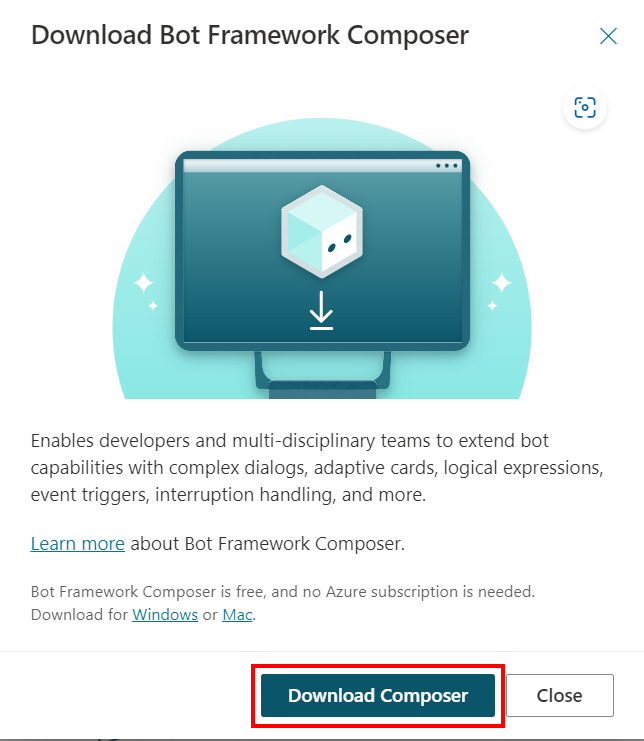 Download Bot Framework Composer
Enables developers and multi-disciplinary teams to extend bot
capabilities with complex dialogs, adaptive cards, logical expressions,
event triggers, interruption handling, and more.
Learn more about Bot Framework Composer.
Bot Framework Composer is free, and no Azure subscription is needed.
Download for Windows or Mac.
Download Composer
Close